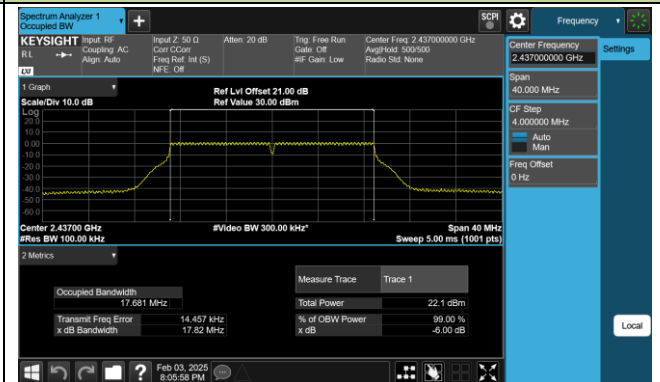 Spectrum Analyzer 1
Occupied BW
SCPI
Frequency
KEYSIGHT
R L
LXI
Input: RF
Coupling: AC
Align: Auto
Input Z: 50 Ω
Corr CCorr
Freq Ref: Int (S)
NFE: Off
Atten: 20 dB
Trig: Free Run
Gate: Off
#IF Gain: Low
Center Freq: 2.437000000 GHz
Avg|Hold: 500/500
Radio Std: None
Center Frequency
2.437000000 GHz
Settings
Span
40.000 MHz
CF Step
4.000000 MHz
Auto
Man
Freq Offset
0 Hz
Local
1 Graph
Scale/Div 10.0 dB
Ref Lvl Offset 21.00 dB
Ref Value 30.00 dBm
Log
20.0
10.0
0.00
-10.0
-20.0
-30.0
-40.0
-50.0
-60.0
Center 2.43700 GHz
#Res BW 100.00 kHz
#Video BW 300.00 kHz*
Span 40 MHz
Sweep 5.00 ms (1001 pts)
2 Metrics
Measure Trace Trace 1
Occupied Bandwidth
17.681 MHz
Total Power 22.1 dBm
Transmit Freq Error 14.457 kHz
% of OBW Power 99.00 %
x dB Bandwidth 17.82 MHz
x dB -6.00 dB
Feb 03, 2025
8:05:58 PM